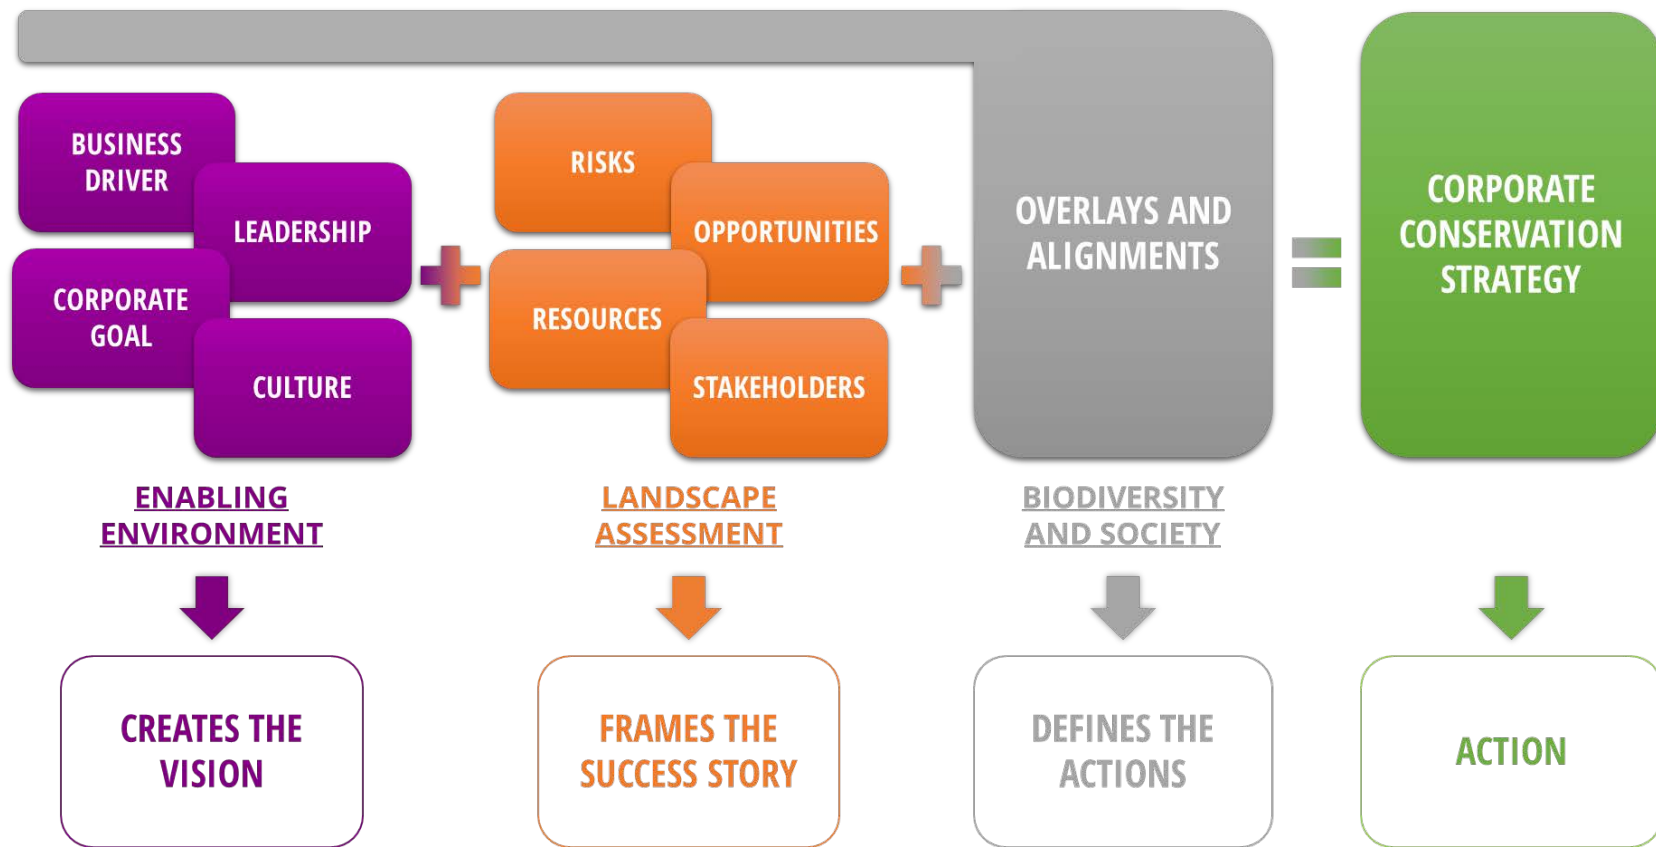 BUSINESS
DRIVER
LEADERSHIP
CORPORATE
GOAL
CULTURE
RISKS
OPPORTUNITIES
RESOURCES
STAKEHOLDERS
OVERLAYS AND
ALIGNMENTS
CORPORATE
CONSERVATION
STRATEGY
ENABLING
ENVIRONMENT
LANDSCAPE
ASSESSMENT
BIODIVERSITY
AND SOCIETY
CREATES THE
VISION
FRAMES THE
SUCCESS STORY
DEFINES THE
ACTIONS
ACTION